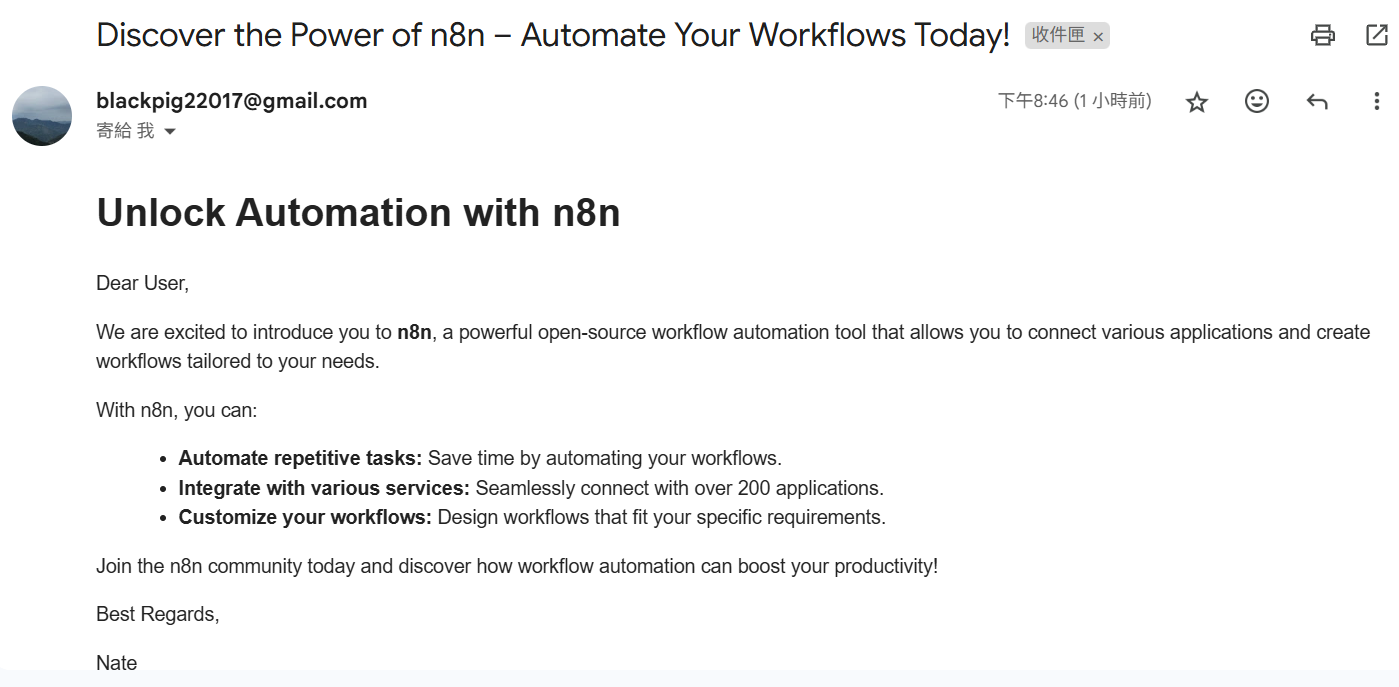 Discover the Power of n8n – Automate Your Workflows Today! 收件匣 ×
blackpig22017@gmail.com 下午8:46 (1 小時前)
寄給 我
Unlock Automation with n8n
Dear User,
We are excited to introduce you to n8n, a powerful open-source workflow automation tool that allows you to connect various applications and create
workflows tailored to your needs.
With n8n, you can:
• Automate repetitive tasks: Save time by automating your workflows.
• Integrate with various services: Seamlessly connect with over 200 applications.
• Customize your workflows: Design workflows that fit your specific requirements.
Join the n8n community today and discover how workflow automation can boost your productivity!
Best Regards,
Nate